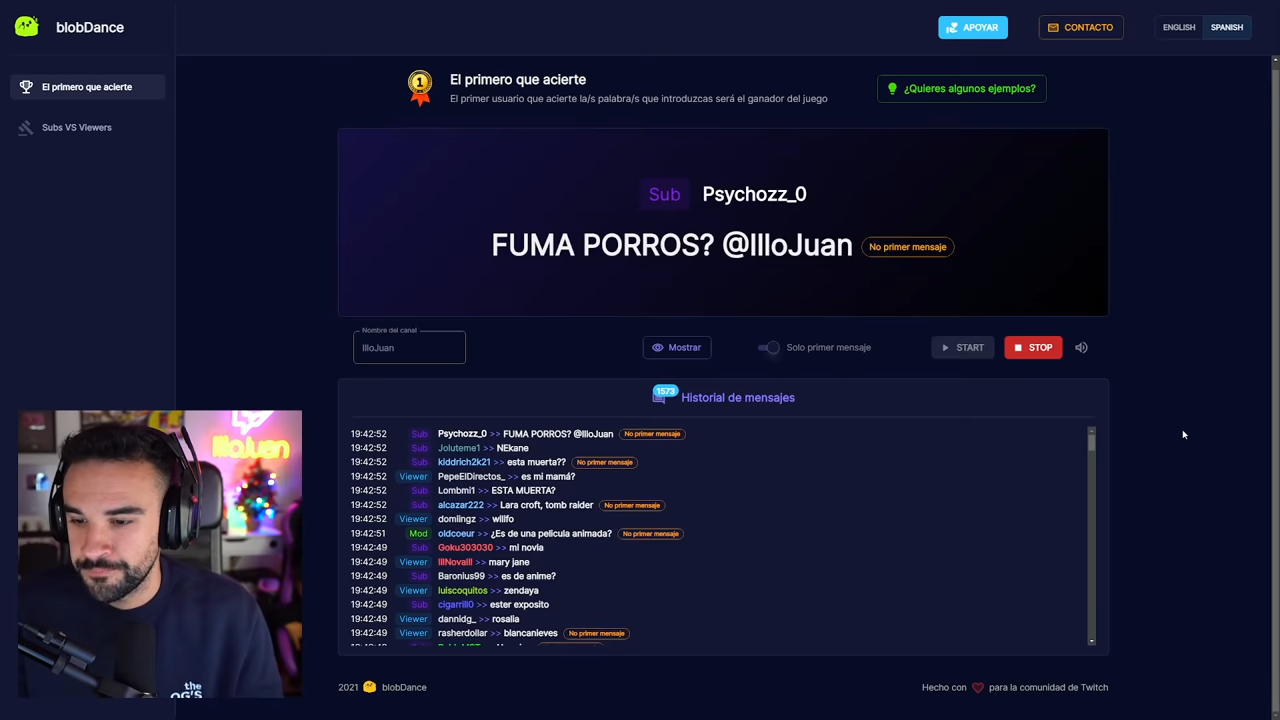 blobDance
APOYAR
CONTACTO
ENGLISH
SPANISH
El primero que acierte
Subs VS Viewers
1
El primero que acierte
El primer usuario que acierte la/s palabra/s que introduzcas será el ganador del juego
¿Quieres algunos ejemplos?
Sub Psychozz_0
FUMA PORROS? @IlloJuan No primer mensaje
Nombre del canal
IlloJuan
Mostrar
Solo primer mensaje
START
STOP
1573
Historial de mensajes
19:42:52 Sub Psychozz_0 >> FUMA PORROS? @IlloJuan No primer mensaje
19:42:52 Sub Joluteme1 >> NEkane
19:42:52 Sub kiddrich2k21 >> esta muerta?? No primer mensaje
19:42:52 Viewer PepeElDirectos_ >> es mi mamá?
19:42:52 Sub Lombmi1 >> ESTA MUERTA?
19:42:52 Sub alcazar222 >> Lara croft, tomb raider No primer mensaje
19:42:52 Viewer domlingz >> wilifo
19:42:51 Mod oldcoeur >> ¿Es de una pelicula animada? No primer mensaje
19:42:49 Sub Goku303030 >> mi novia
19:42:49 Viewer IllNovaIll >> mary jane
19:42:49 Sub Baronius99 >> es de anime?
19:42:49 Viewer luiscoquitos >> zendaya
19:42:49 Sub cigarrill0 >> ester exposito
19:42:49 Viewer dannidg_ >> rosalia
19:42:49 Viewer rasherdollar >> blancanieves No primer mensaje
illoJuan
the
OG'S
2021 blobDance
Hecho con para la comunidad de Twitch